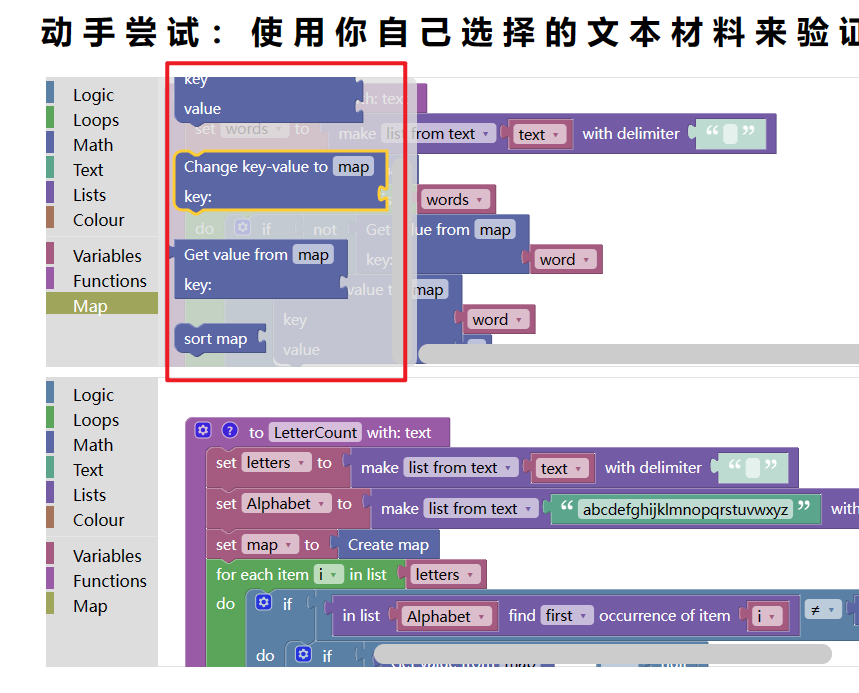 动手尝试：使用你自己选择的文本材料来验证
Logic
Loops
Math
Text
Lists
Colour
Variables
Functions
Map
key
value
Change key-value to map
key:
Get value from map
key:
sort map
th: text
set words to make list from text text with delimiter “ ”
words
do if not Get lue from map
key: word
value t map
key word
value
Logic
Loops
Math
Text
Lists
Colour
Variables
Functions
Map
? to LetterCount with: text
set letters to make list from text text with delimiter “ ”
set Alphabet to make list from text “ abcdefghijklmnopqrstuvwxyz ” with
set map to Create map
for each item i in list letters
do if in list Alphabet find first occurrence of item i ≠
do if